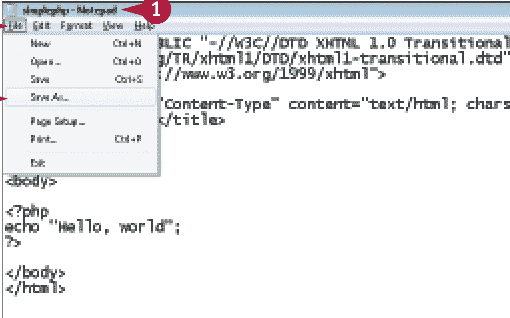 simplephp - Notepad
1
File Edit Format View Help
New Ctrl+N
Open... Ctrl+O
Save Ctrl+S
Save As...
Page Setup...
Print... Ctrl+P
Exit
BLIC "-//W3C//DTD XHTML 1.0 Transitional
g/TR/xhtml1/DTD/xhtml1-transitional.dtd"
://www.w3.org/1999/xhtml">
"Content-Type" content="text/html; chars
</title>
<body>
<?php
echo "Hello, world";
?>
</body>
</html>